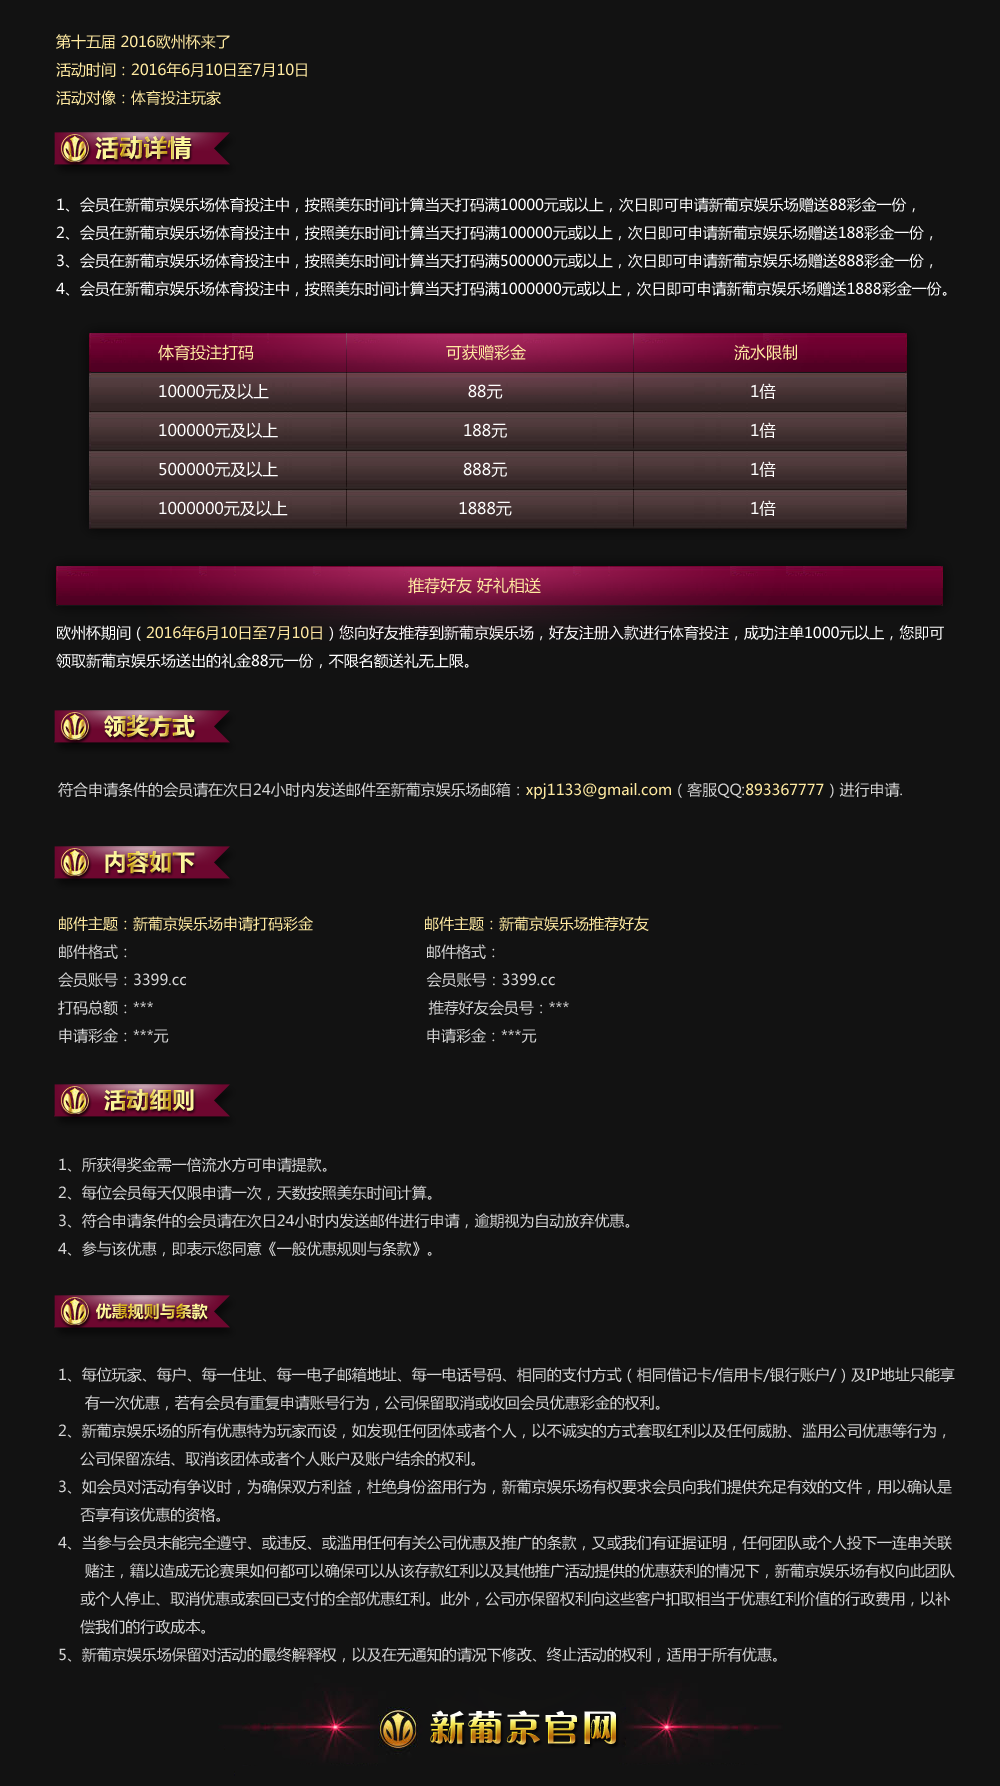 第十五届 2016欧州杯来了
活动时间：2016年6月10日至7月10日
活动对像：体育投注玩家
活动详情
1、会员在新葡京娱乐场体育投注中，按照美东时间计算当天打码满10000元或以上，次日即可申请新葡京娱乐场赠送88彩金一份，
2、会员在新葡京娱乐场体育投注中，按照美东时间计算当天打码满100000元或以上，次日即可申请新葡京娱乐场赠送188彩金一份，
3、会员在新葡京娱乐场体育投注中，按照美东时间计算当天打码满500000元或以上，次日即可申请新葡京娱乐场赠送888彩金一份，
4、会员在新葡京娱乐场体育投注中，按照美东时间计算当天打码满1000000元或以上，次日即可申请新葡京娱乐场赠送1888彩金一份。
体育投注打码 可获赠彩金 流水限制
10000元及以上 88元 1倍
100000元及以上 188元 1倍
500000元及以上 888元 1倍
1000000元及以上 1888元 1倍
推荐好友 好礼相送
欧州杯期间（2016年6月10日至7月10日）您向好友推荐到新葡京娱乐场，好友注册入款进行体育投注，成功注单1000元以上，您即可
领取新葡京娱乐场送出的礼金88元一份，不限名额送礼无上限。
领奖方式
符合申请条件的会员请在次日24小时内发送邮件至新葡京娱乐场邮箱：xpj1133@gmail.com（客服QQ:893367777）进行申请.
内容如下
邮件主题：新葡京娱乐场申请打码彩金 邮件主题：新葡京娱乐场推荐好友
邮件格式： 邮件格式：
会员账号：3399.cc 会员账号：3399.cc
打码总额：*** 推荐好友会员号：***
申请彩金：***元 申请彩金：***元
活动细则
1、所获得奖金需一倍流水方可申请提款。
2、每位会员每天仅限申请一次，天数按照美东时间计算。
3、符合申请条件的会员请在次日24小时内发送邮件进行申请，逾期视为自动放弃优惠。
4、参与该优惠，即表示您同意《一般优惠规则与条款》。
优惠规则与条款
1、每位玩家、每户、每一住址、每一电子邮箱地址、每一电话号码、相同的支付方式（相同借记卡/信用卡/银行账户/）及IP地址只能享
有一次优惠，若有会员有重复申请账号行为，公司保留取消或收回会员优惠彩金的权利。
2、新葡京娱乐场的所有优惠特为玩家而设，如发现任何团体或者个人，以不诚实的方式套取红利以及任何威胁、滥用公司优惠等行为，
公司保留冻结、取消该团体或者个人账户及账户结余的权利。
3、如会员对活动有争议时，为确保双方利益，杜绝身份盗用行为，新葡京娱乐场有权要求会员向我们提供充足有效的文件，用以确认是
否享有该优惠的资格。
4、当参与会员未能完全遵守、或违反、或滥用任何有关公司优惠及推广的条款，又或我们有证据证明，任何团队或个人投下一连串关联
赌注，籍以造成无论赛果如何都可以确保可以从该存款红利以及其他推广活动提供的优惠获利的情况下，新葡京娱乐场有权向此团队
或个人停止、取消优惠或索回已支付的全部优惠红利。此外，公司亦保留权利向这些客户扣取相当于优惠红利价值的行政费用，以补
偿我们的行政成本。
5、新葡京娱乐场保留对活动的最终解释权，以及在无通知的请况下修改、终止活动的权利，适用于所有优惠。
新葡京官网